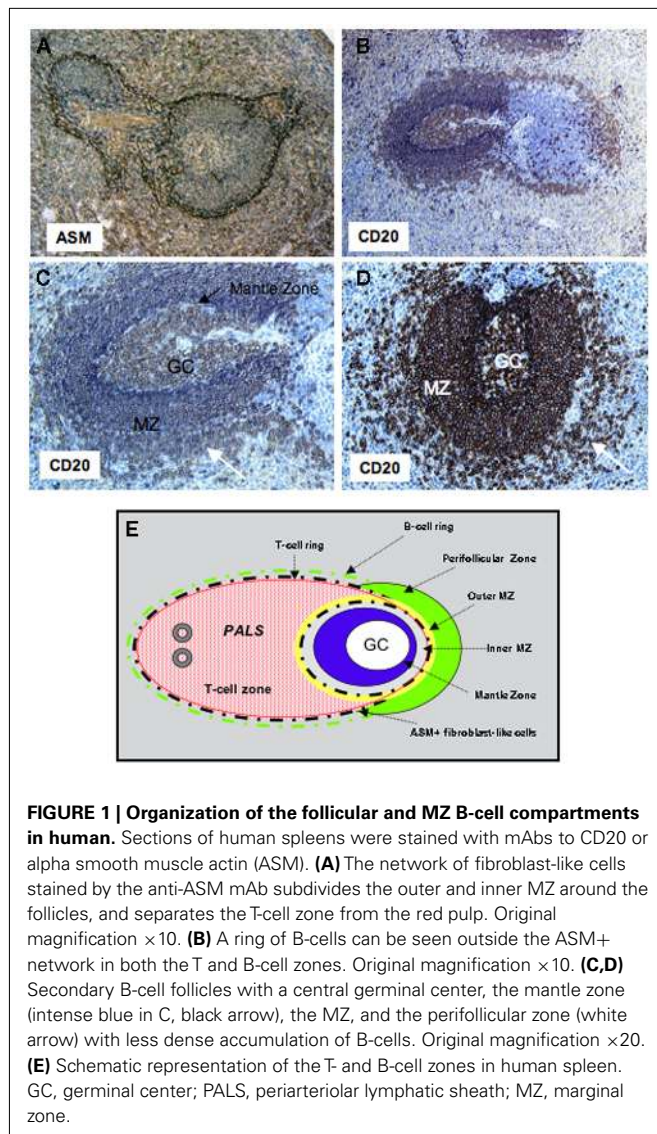 A
ASM
B
CD20
C
Mantle Zone
GC
MZ
CD20
D
GC
MZ
CD20
E
B-cell ring
T-cell ring
Perifollicular Zone
Outer MZ
PALS
GC
Inner MZ
T-cell zone
Mantle Zone
ASM+ fibroblast-like cells
FIGURE 1 | Organization of the follicular and MZ B-cell compartments
in human. Sections of human spleens were stained with mAbs to CD20 or
alpha smooth muscle actin (ASM). (A) The network of fibroblast-like cells
stained by the anti-ASM mAb subdivides the outer and inner MZ around the
follicles, and separates the T-cell zone from the red pulp. Original
magnification ×10. (B) A ring of B-cells can be seen outside the ASM+
network in both the T and B-cell zones. Original magnification ×10. (C,D)
Secondary B-cell follicles with a central germinal center, the mantle zone
(intense blue in C, black arrow), the MZ, and the perifollicular zone (white
arrow) with less dense accumulation of B-cells. Original magnification ×20.
(E) Schematic representation of the T- and B-cell zones in human spleen.
GC, germinal center; PALS, periarteriolar lymphatic sheath; MZ, marginal
zone.